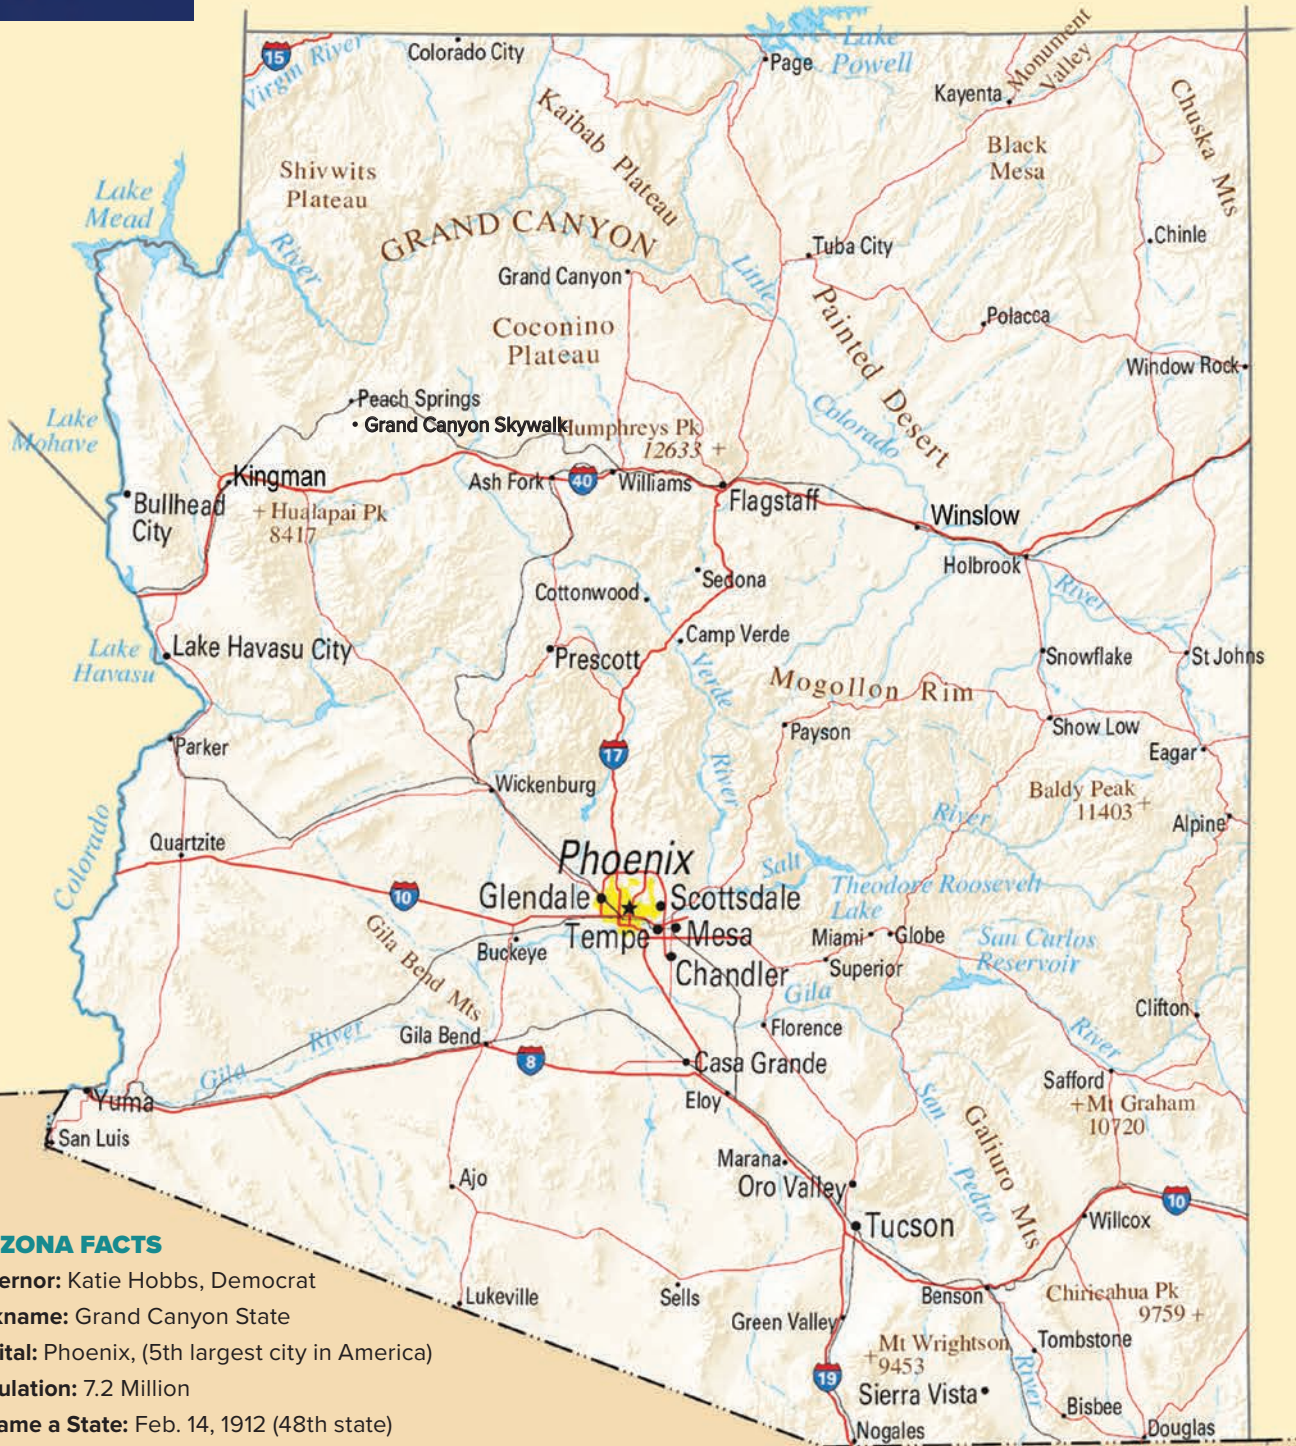 15
Virgin River
Colorado City
Lake
Powell
Page
Monument
Valley
Kayenta
Kaibab Plateau
Chuska Mts
Black
Mesa
Shivwits
Plateau
Lake
Mead
GRAND CANYON
River
Grand Canyon
Little
Tuba City
Chinle
Coconino
Plateau
Painted Desert
Polacca
Window Rock
Peach Springs
Grand Canyon Skywalk
Humphreys Pk
12633 +
Colorado
Lake
Mohave
Kingman
Ash Fork
40
Williams
Flagstaff
Bullhead
City
+ Hualapai Pk
8417
Winslow
Holbrook
River
Sedona
Cottonwood
Camp Verde
Lake
Havasu
Lake Havasu City
Prescott
Verde
River
Mogollon Rim
Snowflake
St Johns
Payson
Show Low
Eagar
Parker
17
Wickenburg
Baldy Peak
11403 +
Alpine
Quartzite
Colorado
River
Phoenix
Salt
10
Glendale
Scottsdale
Theodore Roosevelt
Lake
Tempe
Mesa
Miami
Globe
San Carlos
Reservoir
Buckeye
Gila Bend Mts
Chandler
Superior
Gila
River
Clifton
Florence
Gila Bend
Gila
River
8
Casa Grande
Safford
+Mt Graham
10720
Yuma
Eloy
San
Pedro
River
Galiuro Mts
San Luis
Marana
Oro Valley
Ajo
10
Willcox
Tucson
Lukeville
Sells
Benson
Chiricahua Pk
9759 +
Green Valley
Tombstone
+Mt Wrightson
9453
19
Sierra Vista
Bisbee
Douglas
Nogales
ZONA FACTS
ernor: Katie Hobbs, Democrat
kname: Grand Canyon State
ital: Phoenix, (5th largest city in America)
ulation: 7.2 Million
ame a State: Feb. 14, 1912 (48th state)